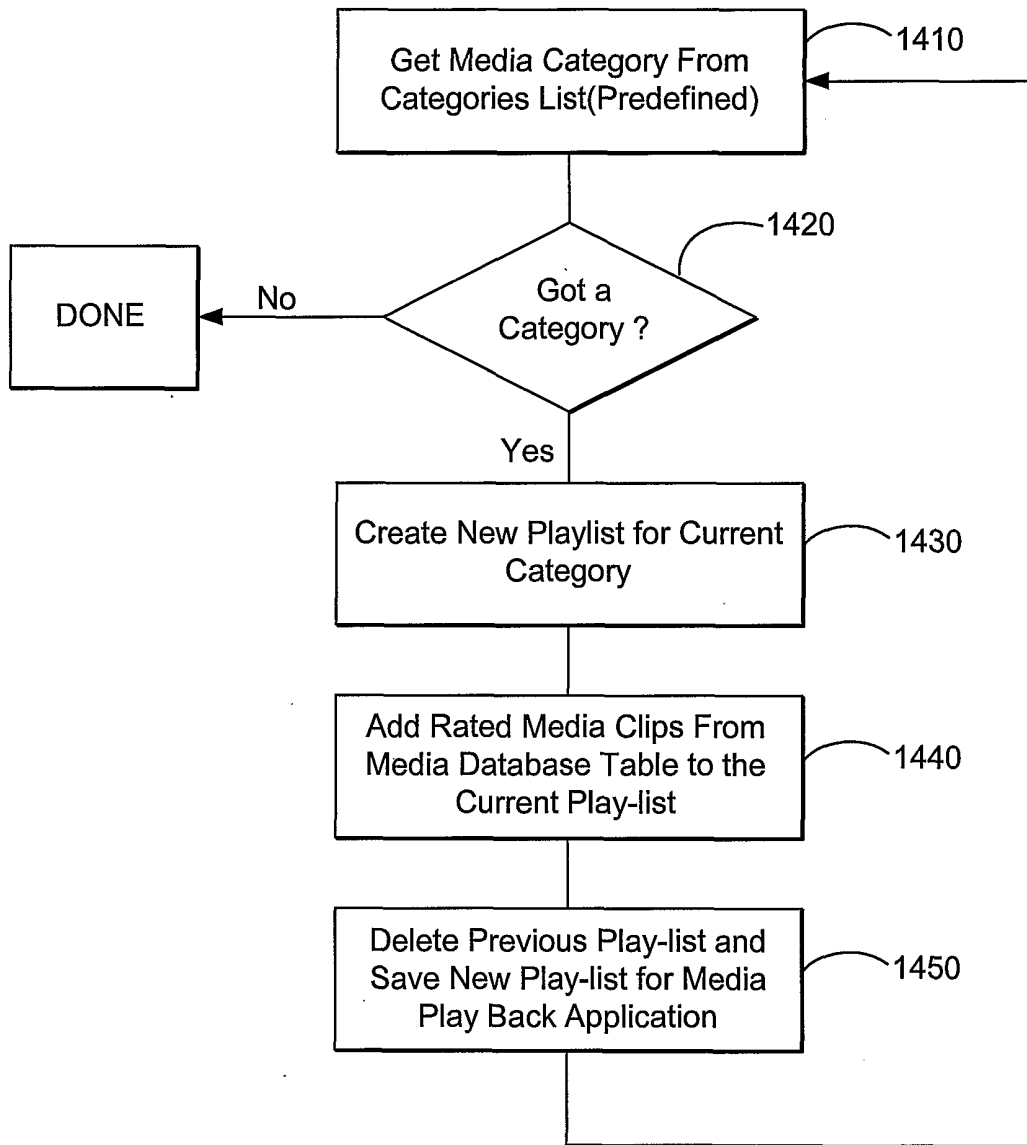 1410
Get Media Category From
Categories List(Predefined)
1420
Got a
Category ?
No
DONE
Yes
Create New Playlist for Current
Category
1430
Add Rated Media Clips From
Media Database Table to the
Current Play-list
1440
Delete Previous Play-list and
Save New Play-list for Media
Play Back Application
1450